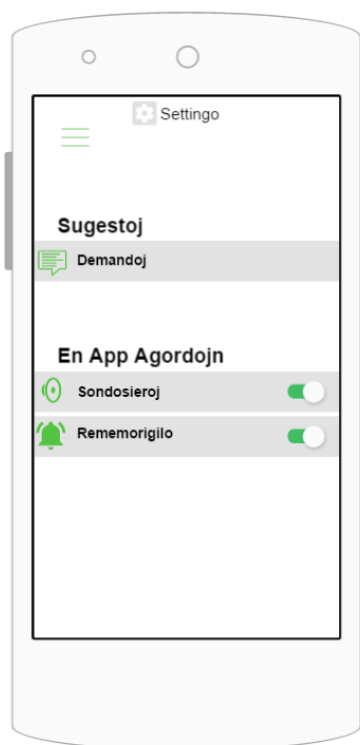 Settingo
Sugestoj
Demandoj
En App Agordojn
Sondosieroj
Rememorigilo